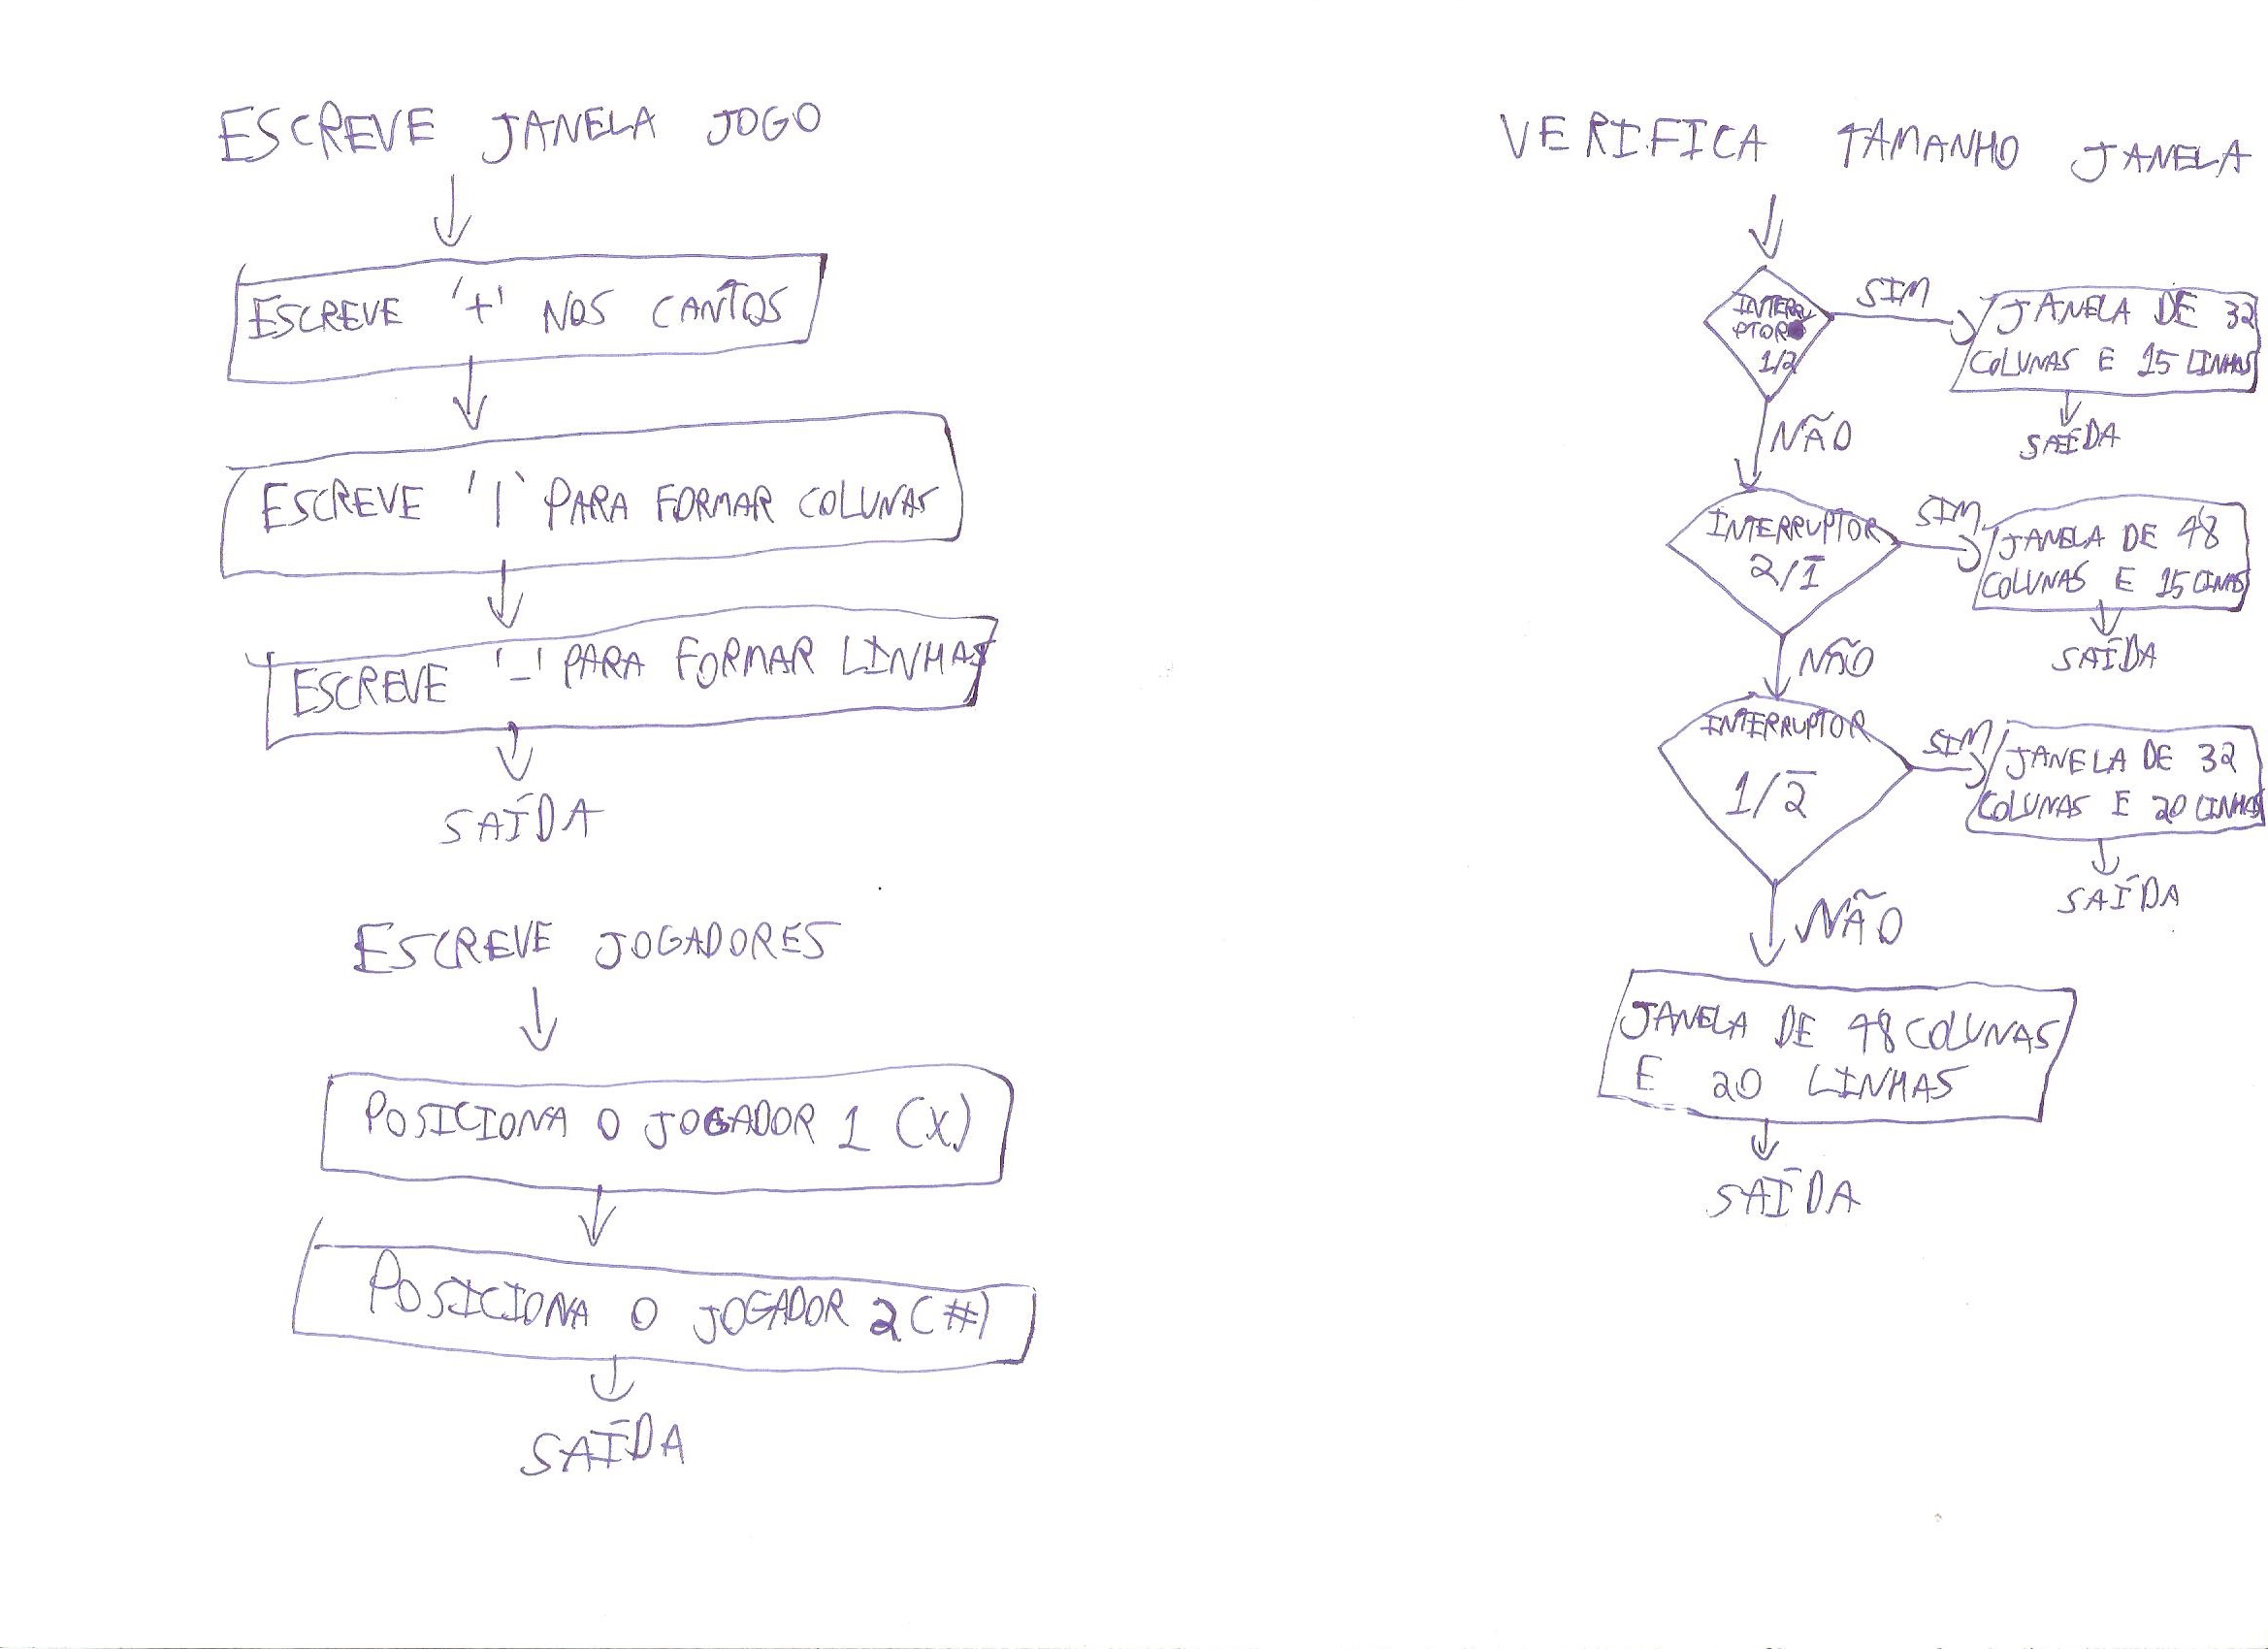 ESCREVE JANELA JOGO
ESCREVE '+' NOS CANTOS
ESCREVE '|' PARA FORMAR COLUNAS
ESCREVE '-' PARA FORMAR LINHAS
SAÍDA
ESCREVE JOGADORES
POSICIONA O JOGADOR 1 (X)
POSICIONA O JOGADOR 2 (#)
SAÍDA
VERIFICA TAMANHO JANELA
INTERRU
PTOR
1/2
SIM
JANELA DE 32
COLUNAS E 15 LINHAS
SAÍDA
NÃO
INTERRUPTOR
2/1̅
SIM
JANELA DE 48
COLUNAS E 15 LINAS
SAÍDA
NÃO
INTERRUPTOR
1/2̅
SIM
JANELA DE 32
COLUNAS E 20 LINHAS
SAÍDA
NÃO
JANELA DE 48 COLUNAS
E 20 LINHAS
SAÍDA